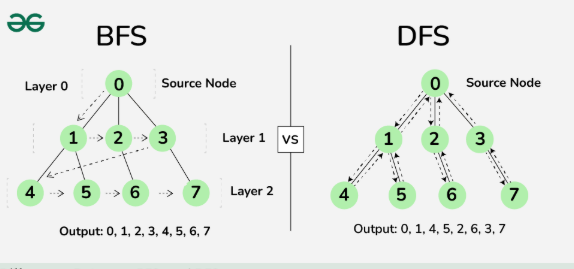 BFS
DFS
Layer 0
0
Source Node
0
Source Node
1 2 3
Layer 1
VS
1 2 3
4 5 6 7
Layer 2
4 5 6 7
Output: 0, 1, 2, 3, 4, 5, 6, 7
Output: 0, 1, 4, 5, 2, 6, 3, 7